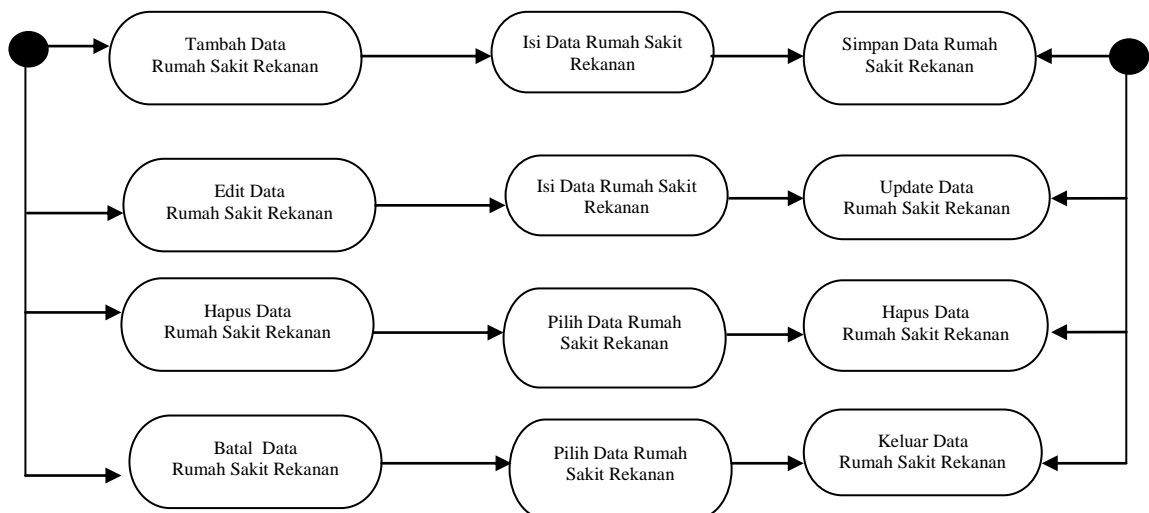 Tambah Data
Rumah Sakit Rekanan
Isi Data Rumah Sakit
Rekanan
Simpan Data Rumah
Sakit Rekanan
Edit Data
Rumah Sakit Rekanan
Isi Data Rumah Sakit
Rekanan
Update Data
Rumah Sakit Rekanan
Hapus Data
Rumah Sakit Rekanan
Pilih Data Rumah
Sakit Rekanan
Hapus Data
Rumah Sakit Rekanan
Batal Data
Rumah Sakit Rekanan
Pilih Data Rumah
Sakit Rekanan
Keluar Data
Rumah Sakit Rekanan